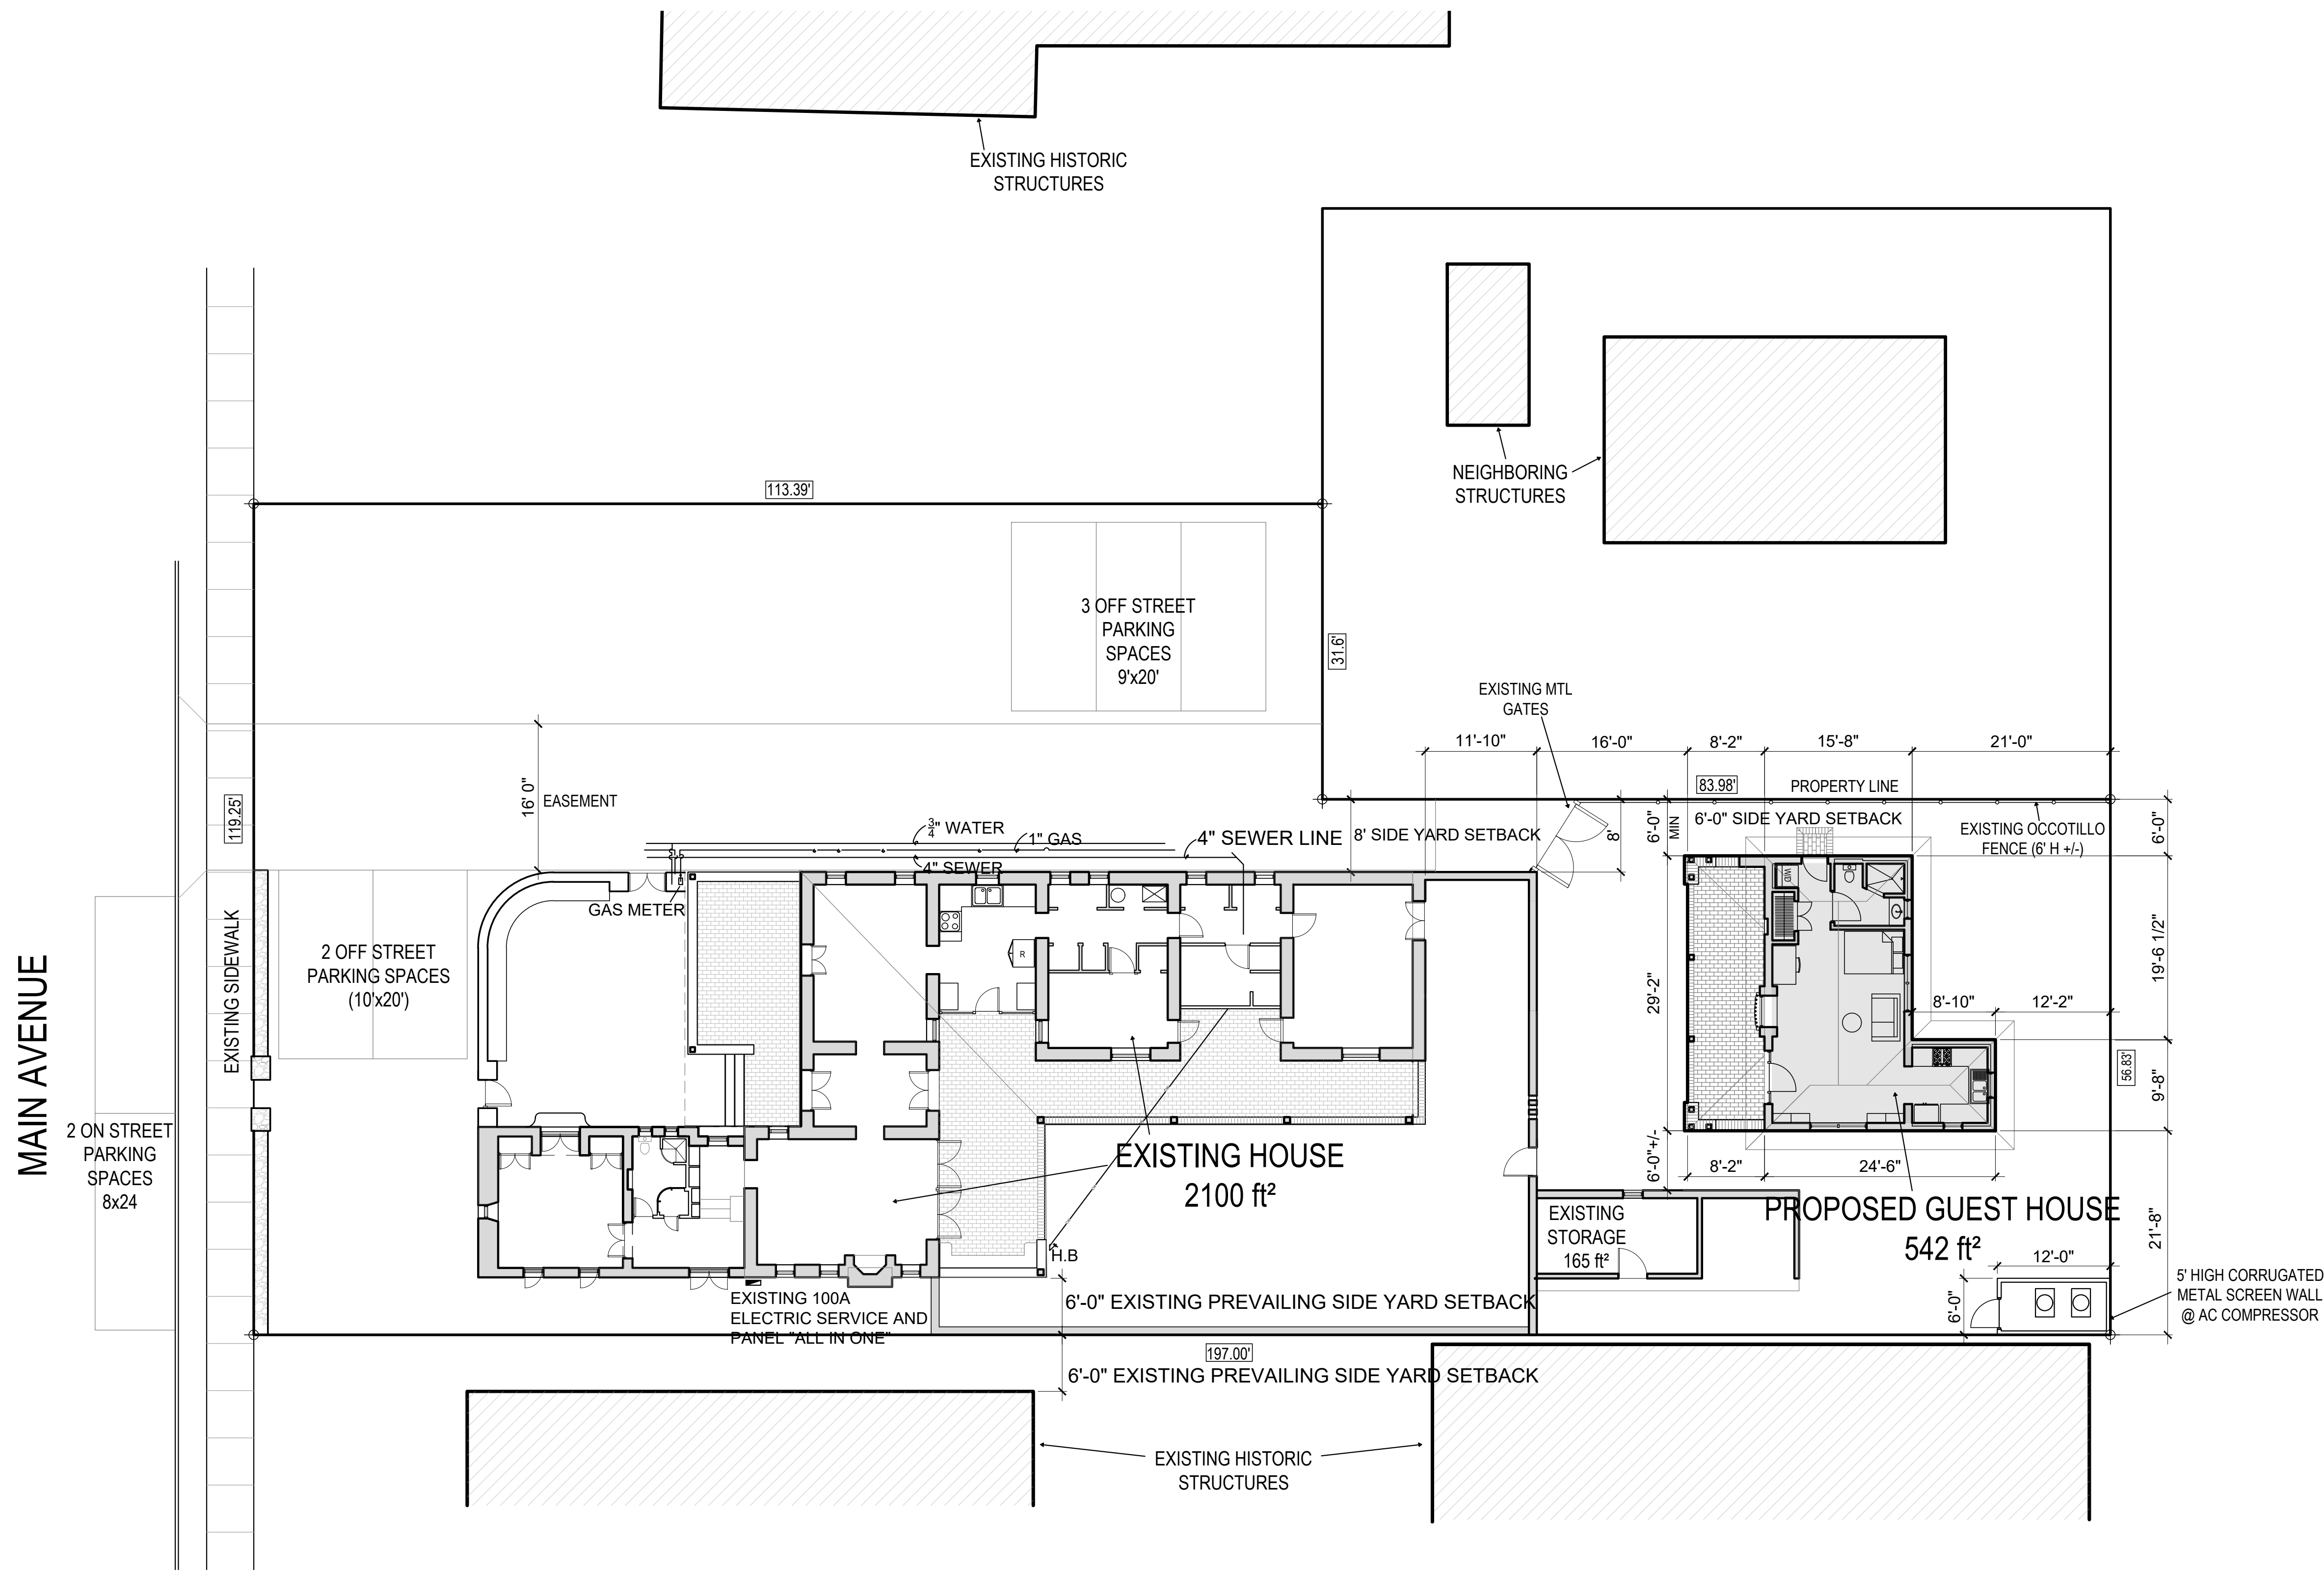 EXISTING HISTORIC
STRUCTURES
NEIGHBORING
STRUCTURES
113.39'
3 OFF STREET
PARKING
SPACES
9'x20'
31.6'
EXISTING MTL
GATES
11'-10"
16'-0"
8'-2"
15'-8"
21'-0"
83.98'
PROPERTY LINE
16' 0"
EASEMENT
119.25'
3/4" WATER
1" GAS
4" SEWER LINE
4" SEWER
8' SIDE YARD SETBACK
8'
6'-0"
MIN
6'-0" SIDE YARD SETBACK
EXISTING OCCOTILLO
FENCE (6' H +/-)
6'-0"
GAS METER
MAIN AVENUE
EXISTING SIDEWALK
2 OFF STREET
PARKING SPACES
(10'x20')
R
W/D
29'-2"
19'-6 1/2"
8'-10"
12'-2"
56.83'
9'-8"
2 ON STREET
PARKING
SPACES
8x24
EXISTING HOUSE
2100 ft²
6'-0"+/-
8'-2"
24'-6"
EXISTING
STORAGE
165 ft²
PROPOSED GUEST HOUSE
542 ft²
21'-8"
H.B
12'-0"
6'-0"
5' HIGH CORRUGATED
METAL SCREEN WALL
@ AC COMPRESSOR
EXISTING 100A
ELECTRIC SERVICE AND
PANEL "ALL IN ONE"
6'-0" EXISTING PREVAILING SIDE YARD SETBACK
197.00'
6'-0" EXISTING PREVAILING SIDE YARD SETBACK
EXISTING HISTORIC
STRUCTURES